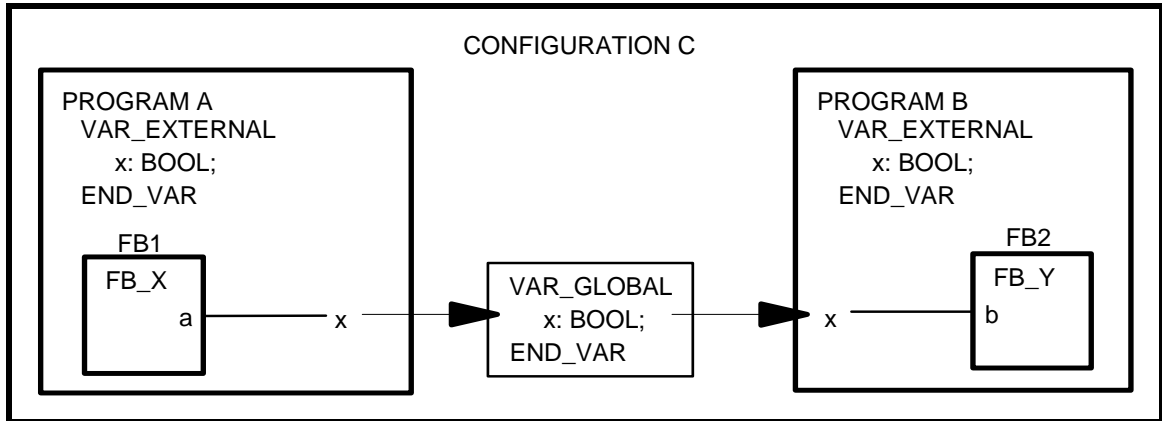 CONFIGURATION C
PROGRAM A
VAR_EXTERNAL
x: BOOL;
END_VAR
FB1
FB_X
a
x
VAR_GLOBAL
x: BOOL;
END_VAR
PROGRAM B
VAR_EXTERNAL
x: BOOL;
END_VAR
FB2
FB_Y
x
b